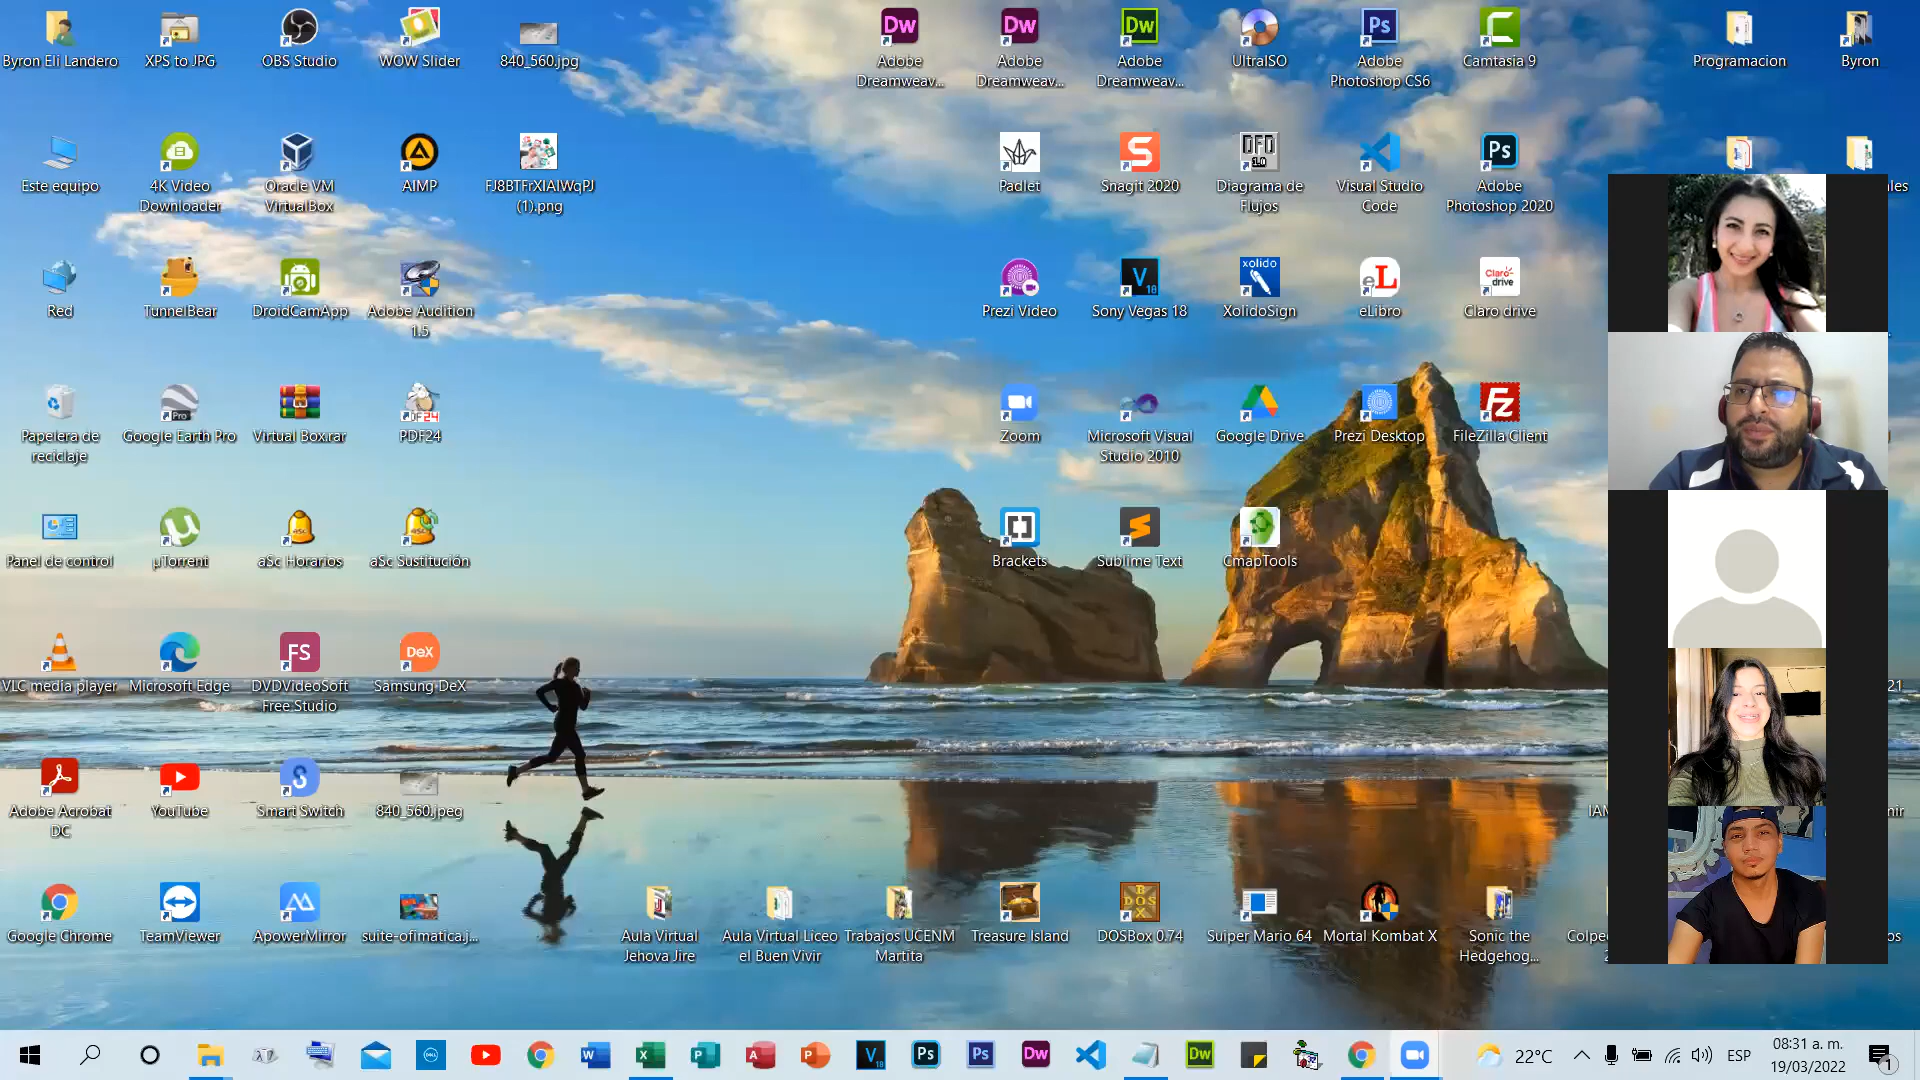 Byron Eli Landero
XPS to JPG
OBS Studio
WOW Slider
840_560.jpg
Adobe
Dreamweav...
Adobe
Dreamweav...
Adobe
Dreamweav...
UltraISO
Adobe
Photoshop CS6
Camtasia 9
Programacion
Byron
Este equipo
4K Video
Downloader
Oracle VM
VirtualBox
AIMP
FJ8BTFrXIAIWqPJ
(1).png
Padlet
Snagit 2020
Diagrama de
Flujos
Visual Studio
Code
Adobe
Photoshop 2020
Red
TunnelBear
DroidCamApp
Adobe Audition
1.5
Prezi Video
Sony Vegas 18
XolidoSign
eLibro
Claro drive
Papelera de
reciclaje
Google Earth Pro
Virtual Box.rar
PDF24
Zoom
Microsoft Visual
Studio 2010
Google Drive
Prezi Desktop
FileZilla Client
Panel de control
µTorrent
aSc Horarios
aSc Sustitución
Brackets
Sublime Text
CmapTools
VLC media player
Microsoft Edge
DVDVideoSoft
Free Studio
Samsung DeX
21
Adobe Acrobat
DC
YouTube
Smart Switch
840_560.jpeg
Google Chrome
TeamViewer
ApowerMirror
suite-ofimatica.j...
Aula Virtual
Jehova Jire
Aula Virtual Liceo
el Buen Vivir
Trabajos UCENM
Martita
Treasure Island
DOSBox 0.74
Suiper Mario 64
Mortal Kombat X
Sonic the
Hedgehog...
22°C
ESP
08:31 a. m.
19/03/2022
1